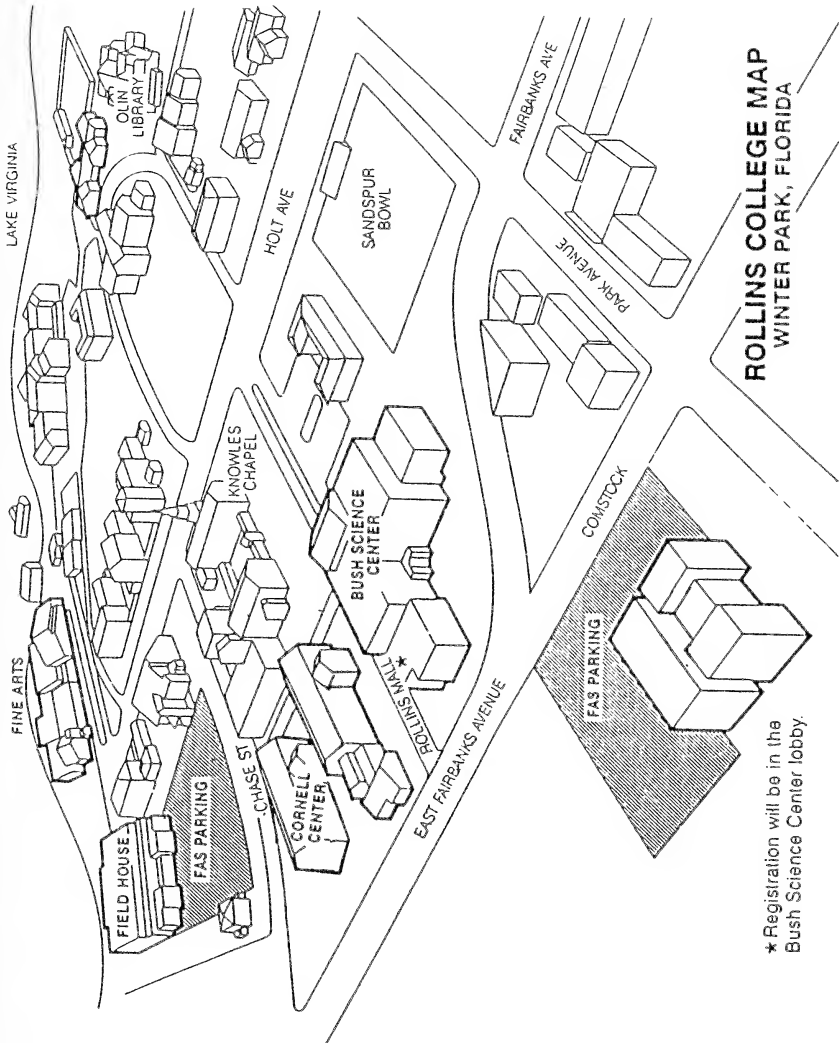 LAKE VIRGINIA
OLIN
LIBRARY
FINE ARTS
HOLT AVE
SANDSPUR
BOWL
FAIRBANKS AVE
PARK AVENUE
KNOWLES
CHAPEL
FIELD HOUSE
FAS PARKING
CHASE ST
CORNELL
CENTER
BUSH SCIENCE
CENTER
ROLLINS MALL
*
EAST FAIRBANKS AVENUE
COMSTOCK
FAS PARKING
ROLLINS COLLEGE MAP
WINTER PARK, FLORIDA
* Registration will be in the
Bush Science Center lobby.